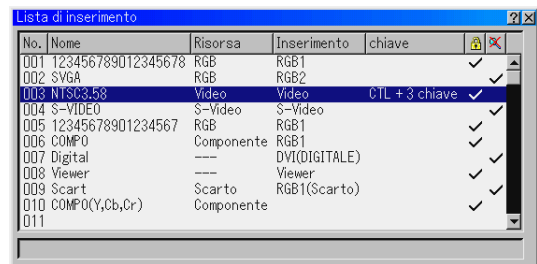 Lista di inserimento
No. Nome Risorsa Inserimento chiave
001 123456789012345678 RGB RGB1
002 SVGA RGB RGB2
003 NTSC3.58 Video Video CTL + 3 chiave
004 S-VIDEO S-Video S-Video
005 12345678901234567 RGB RGB1
006 COMPO Componente RGB1
007 Digital --- DVI(DIGITALE)
008 Viewer --- Viewer
009 Scart Scarto RGB1(Scarto)
010 COMPO(Y,Cb,Cr) Componente
011